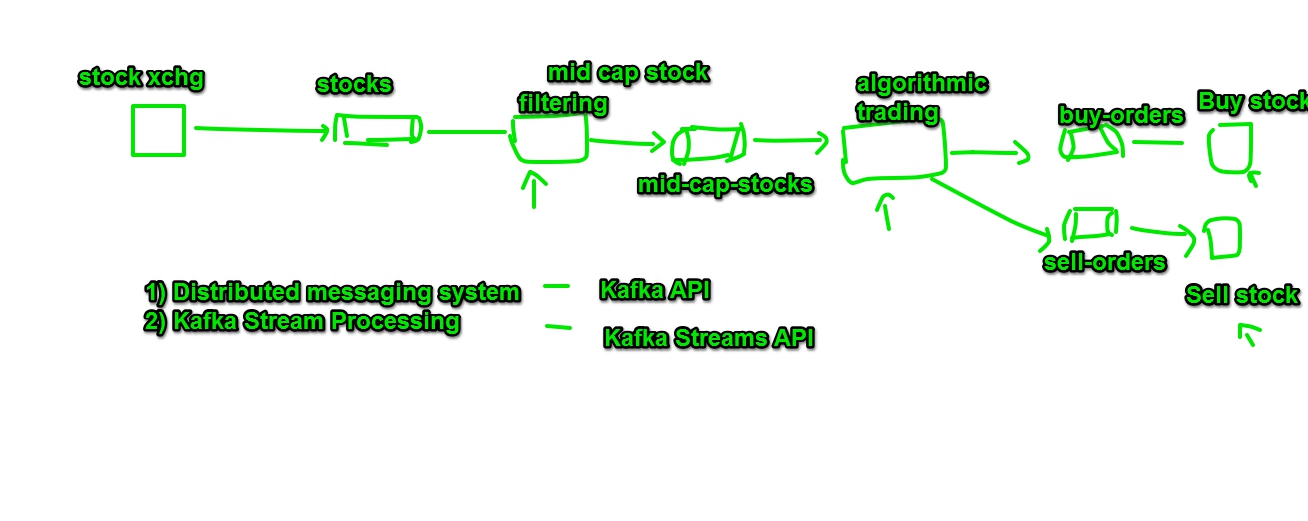 stock xchg
stocks
mid cap stock
filtering
mid-cap-stocks
algorithmic
trading
buy-orders
Buy stock
sell-orders
Sell stock
1) Distributed messaging system
Kafka API
2) Kafka Stream Processing
Kafka Streams API